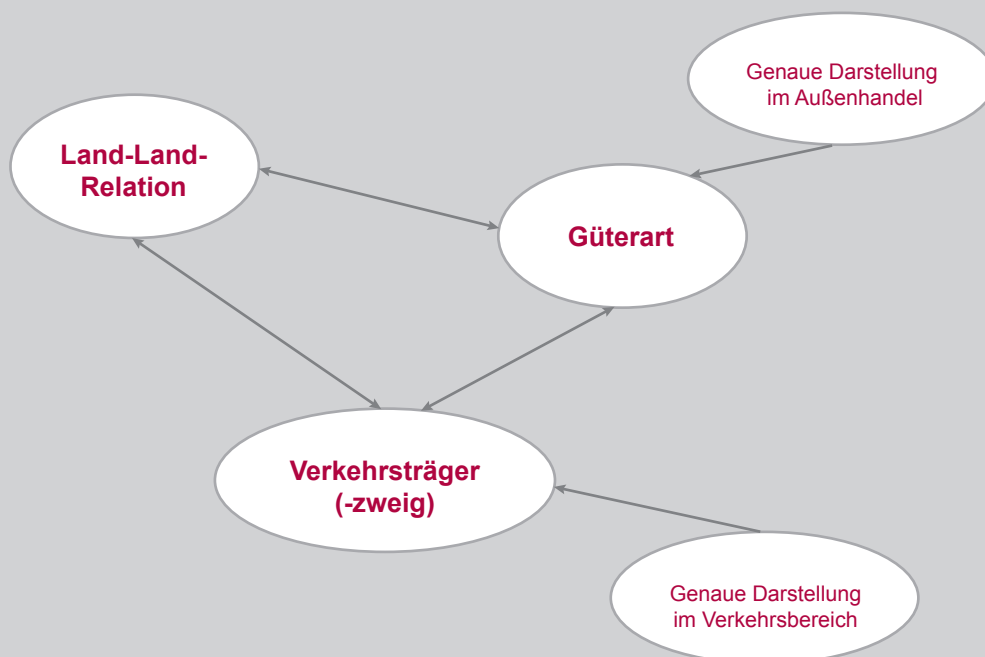 Genaue Darstellung
im Außenhandel
Land-Land-
Relation
Güterart
Verkehrsträger
(-zweig)
Genaue Darstellung
im Verkehrsbereich